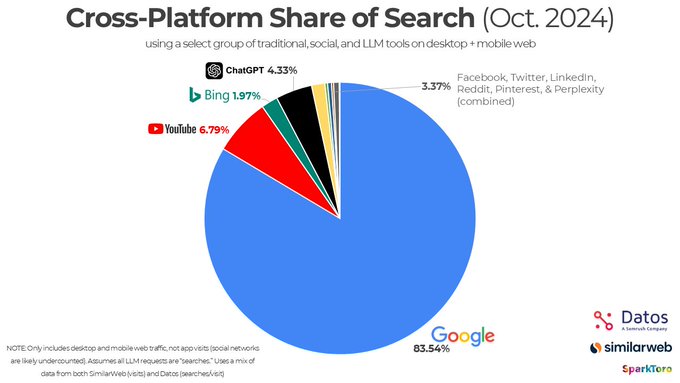 Cross-Platform Share of Search (Oct. 2024)
using a select group of traditional, social, and LLM tools on desktop + mobile web
ChatGPT 4.33%
Bing 1.97%
YouTube 6.79%
3.37%
Facebook, Twitter, LinkedIn,
Reddit, Pinterest, & Perplexity
(combined)
Google
83.54%
NOTE: Only includes desktop and mobile web traffic, not app visits (social networks
are likely undercounted). Assumes all LLM requests are "searches." Uses a mix of
data from both SimilarWeb (visits) and Datos (searches/visit)
Datos
A Semrush Company
similarweb
SparkToro